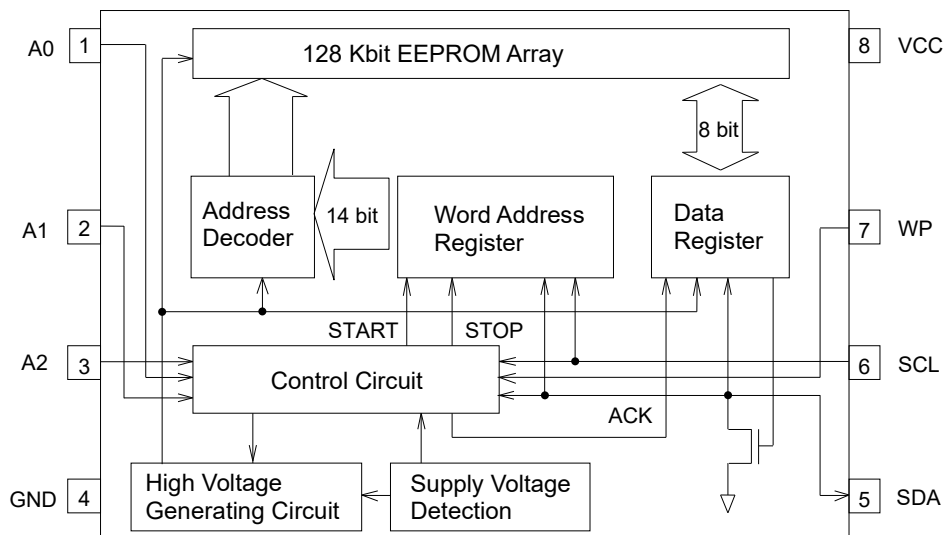 A0
1
128 Kbit EEPROM Array
8
VCC
8 bit
A1
2
Address
Decoder
14 bit
Word Address
Register
Data
Register
7
WP
START
STOP
A2
3
Control Circuit
6
SCL
ACK
GND
4
High Voltage
Generating Circuit
Supply Voltage
Detection
5
SDA